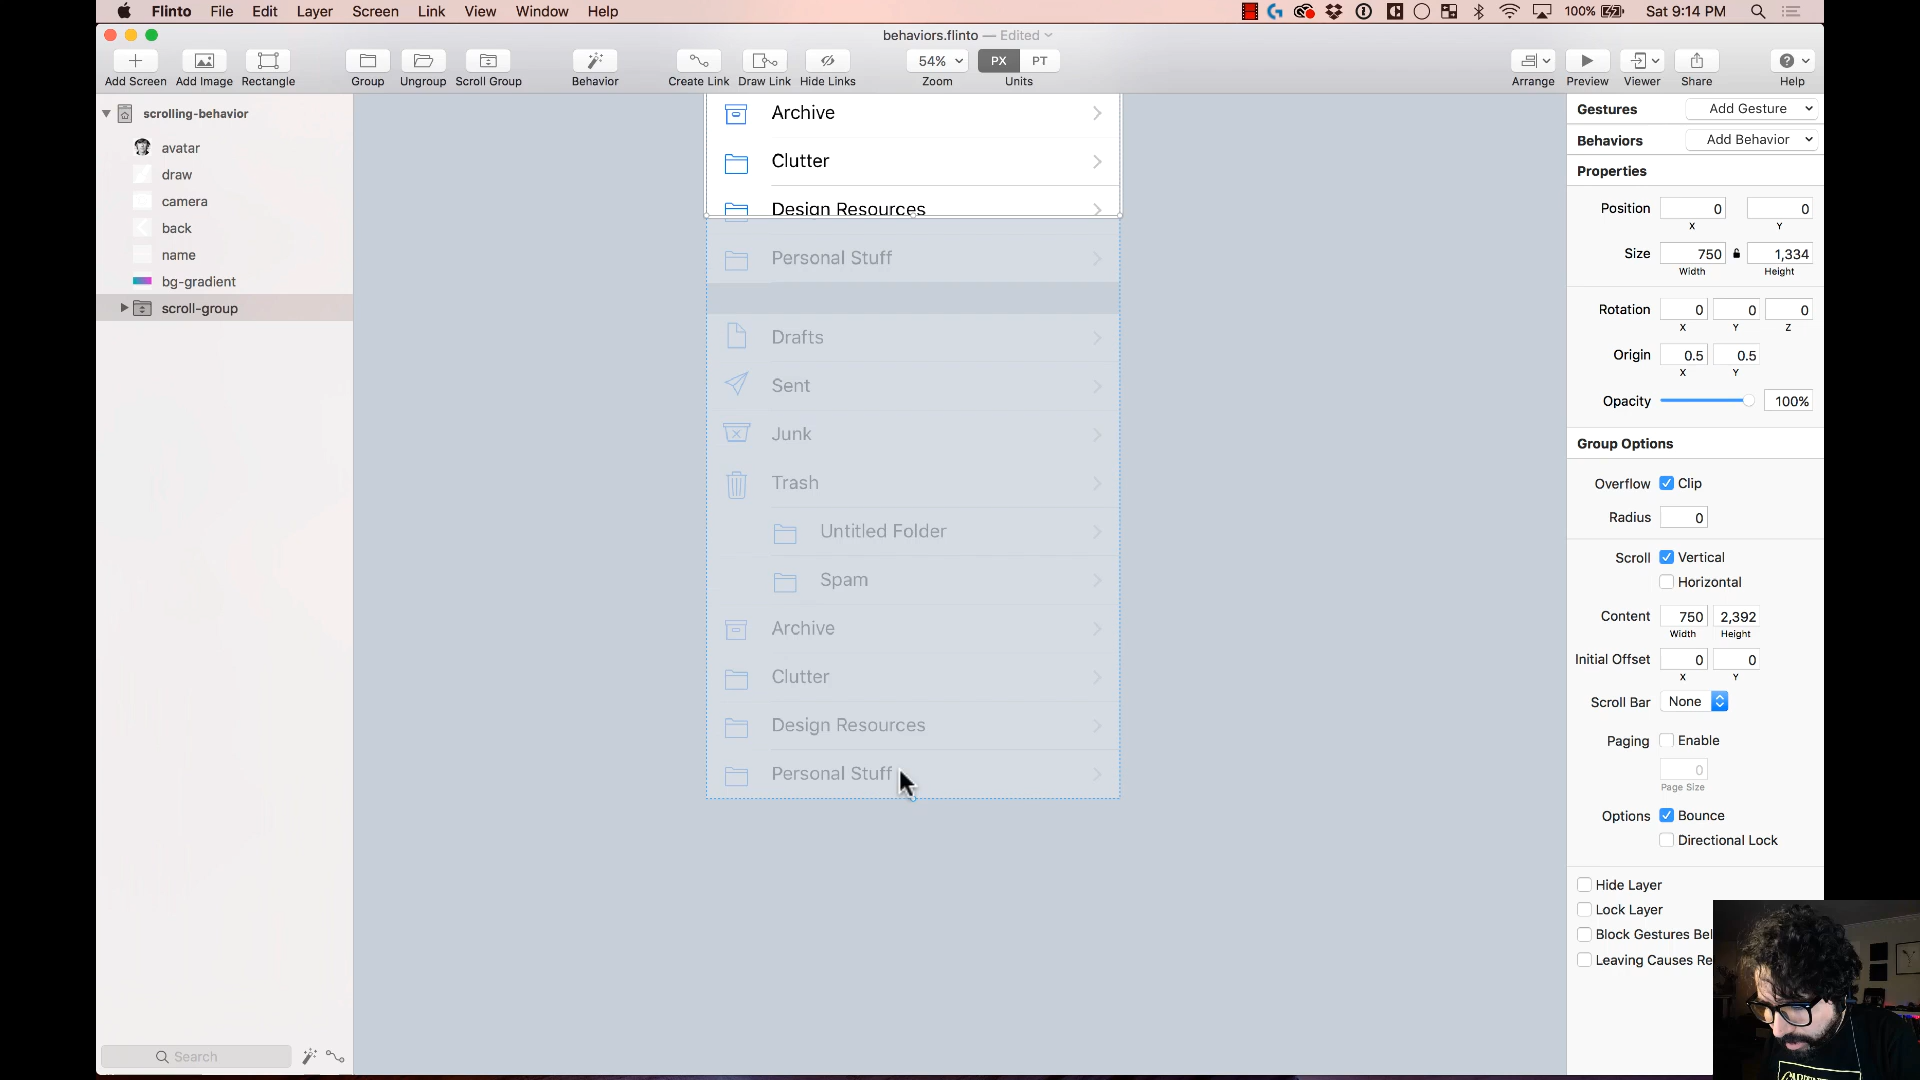 Flinto File Edit Layer Screen Link View Window Help 100% Sat 9:14 PM
behaviors.flinto — Edited
54% PX PT
Add Screen Add Image Rectangle Group Ungroup Scroll Group Behavior Create Link Draw Link Hide Links Zoom Units Arrange Preview Viewer Share Help
scrolling-behavior
avatar
draw
camera
back
name
bg-gradient
scroll-group
Search
Archive
Clutter
Design Resources
Personal Stuff
Drafts
Sent
Junk
Trash
Untitled Folder
Spam
Archive
Clutter
Design Resources
Personal Stuff
Gestures Add Gesture
Behaviors Add Behavior
Properties
Position 0 0
X Y
Size 750 1,334
Width Height
Rotation 0 0 0
X Y Z
Origin 0.5 0.5
X Y
Opacity 100%
Group Options
Overflow Clip
Radius 0
Scroll Vertical
Horizontal
Content 750 2,392
Width Height
Initial Offset 0 0
X Y
Scroll Bar None
Paging Enable
0
Page Size
Options Bounce
Directional Lock
Hide Layer
Lock Layer
Block Gestures Bel
Leaving Causes Re